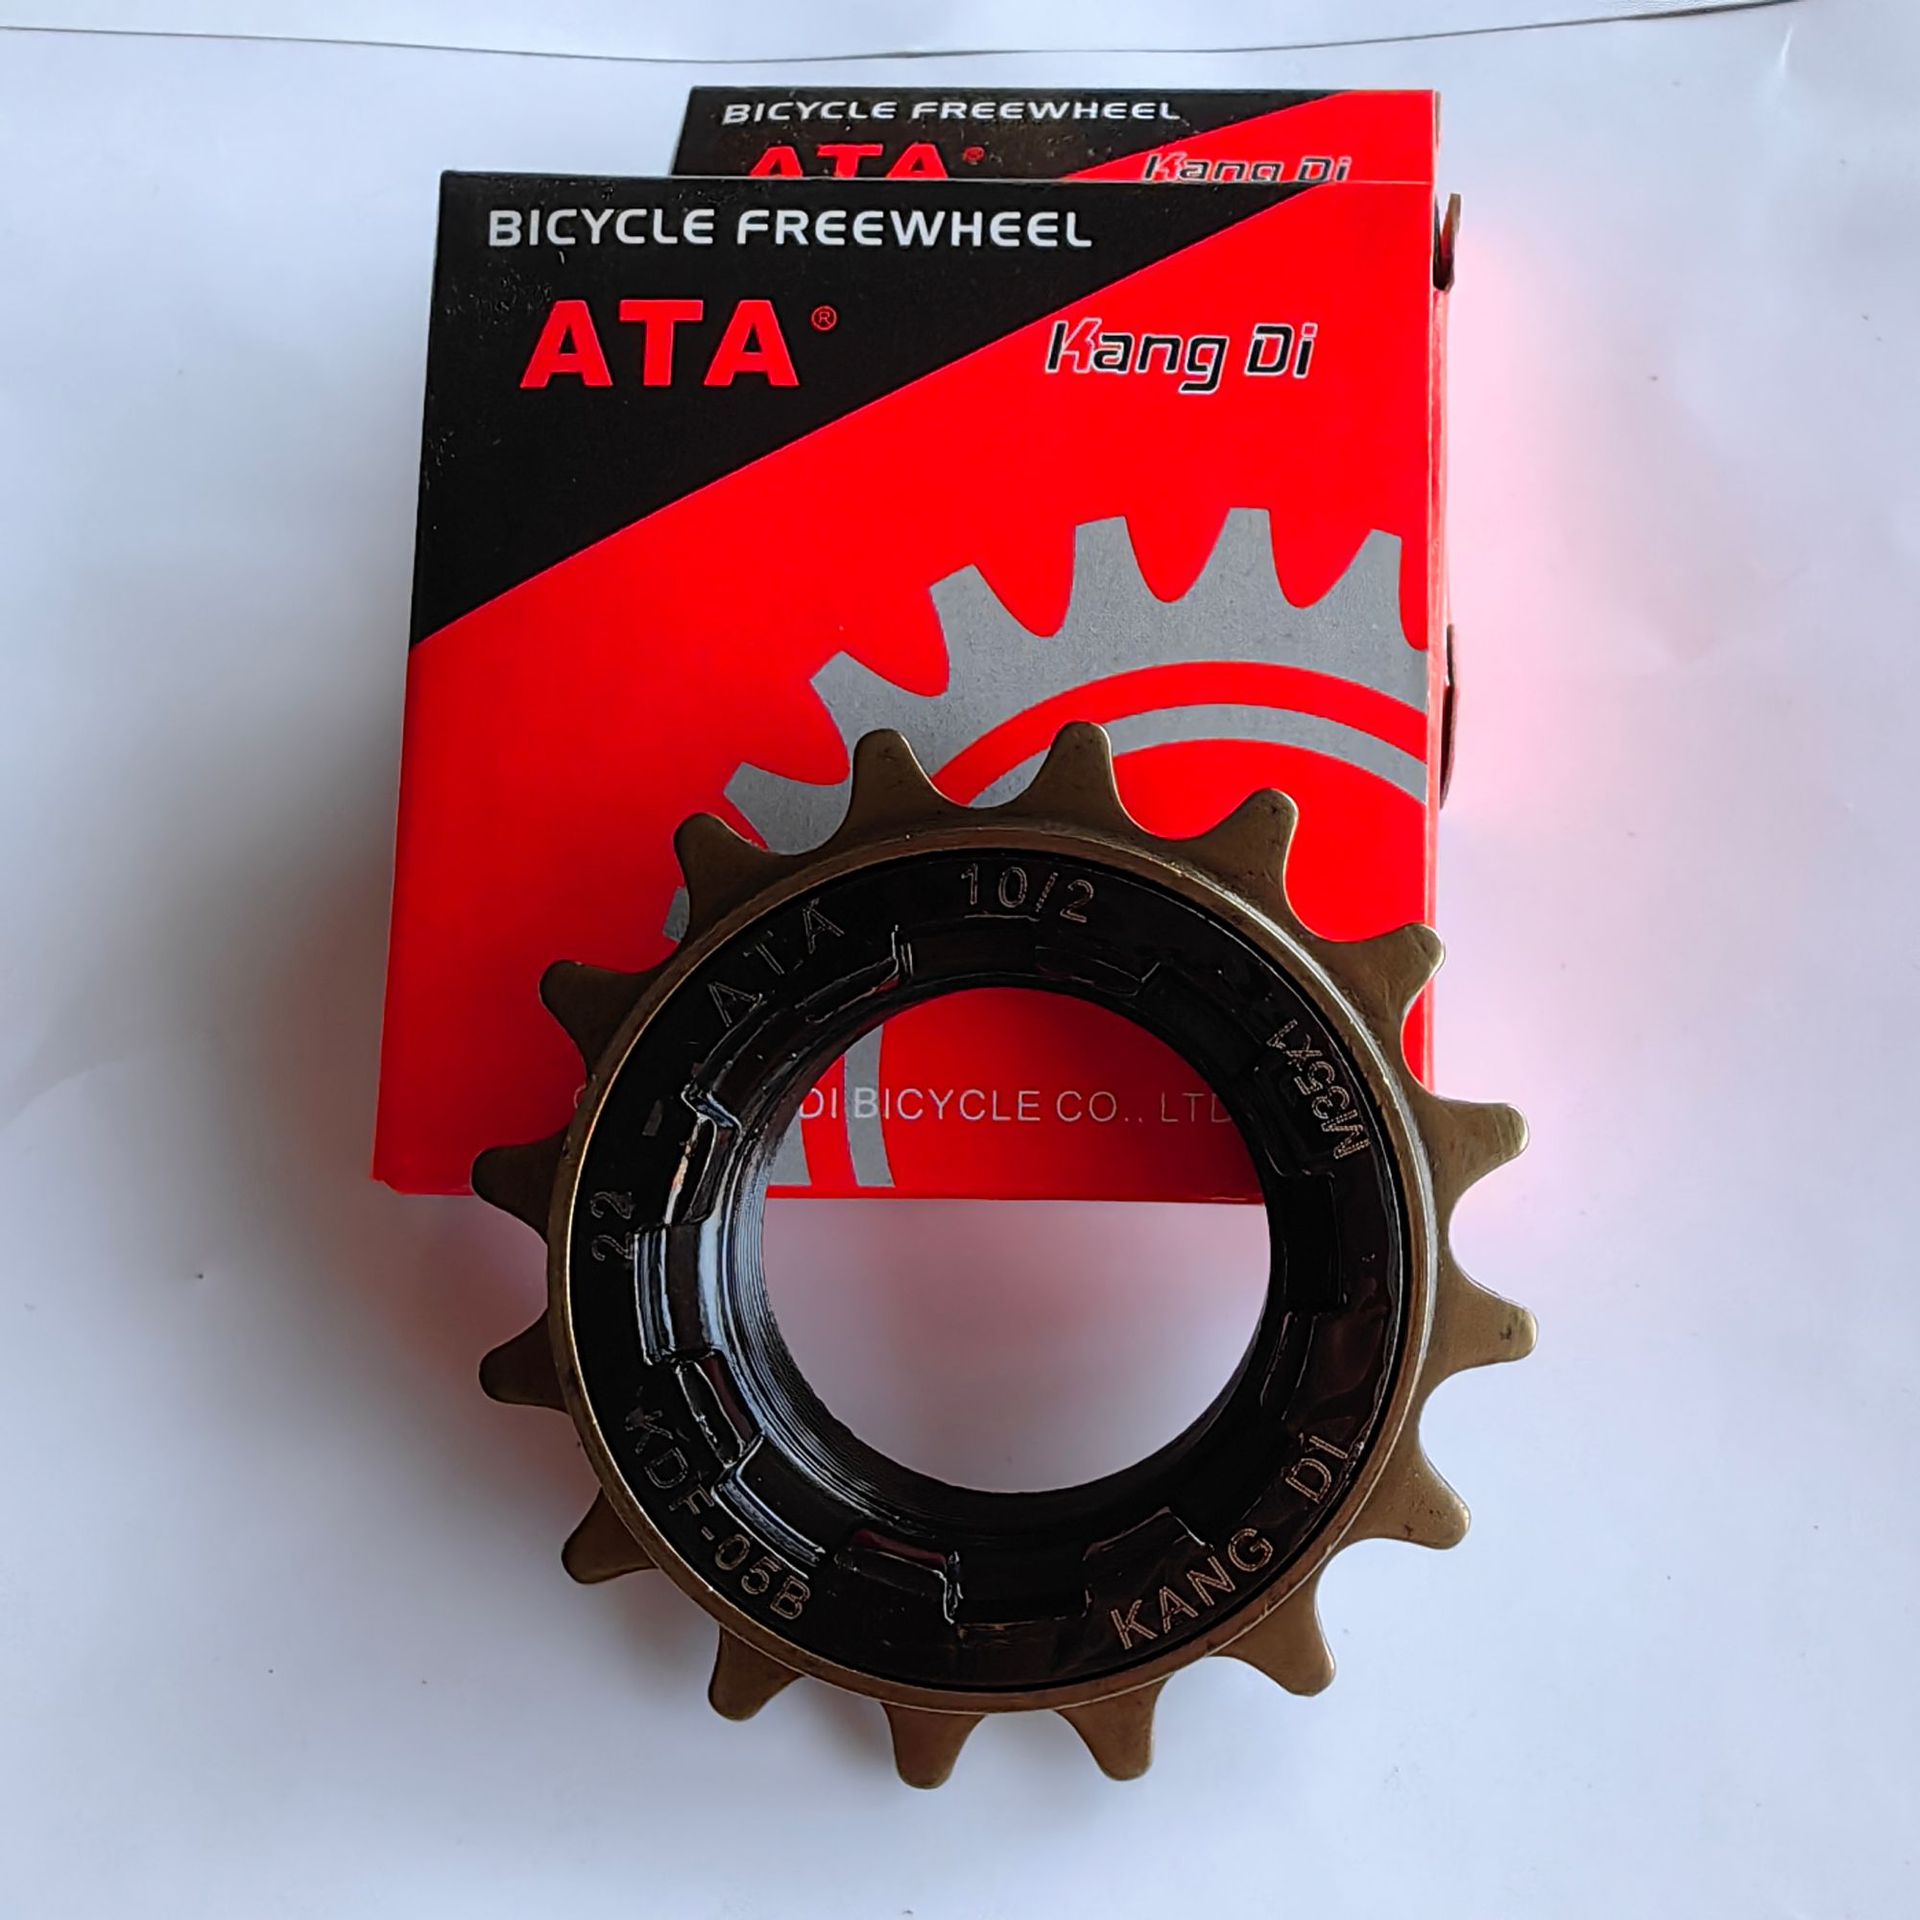 BICYCLE FREEWHEEL
ATA®
Kang Di
BICYCLE FREEWHEEL
ATA®
Kang Di
DI BICYCLE CO., LTD
10/2
ATA
M35X1
22
KDF-05B
KANG DI